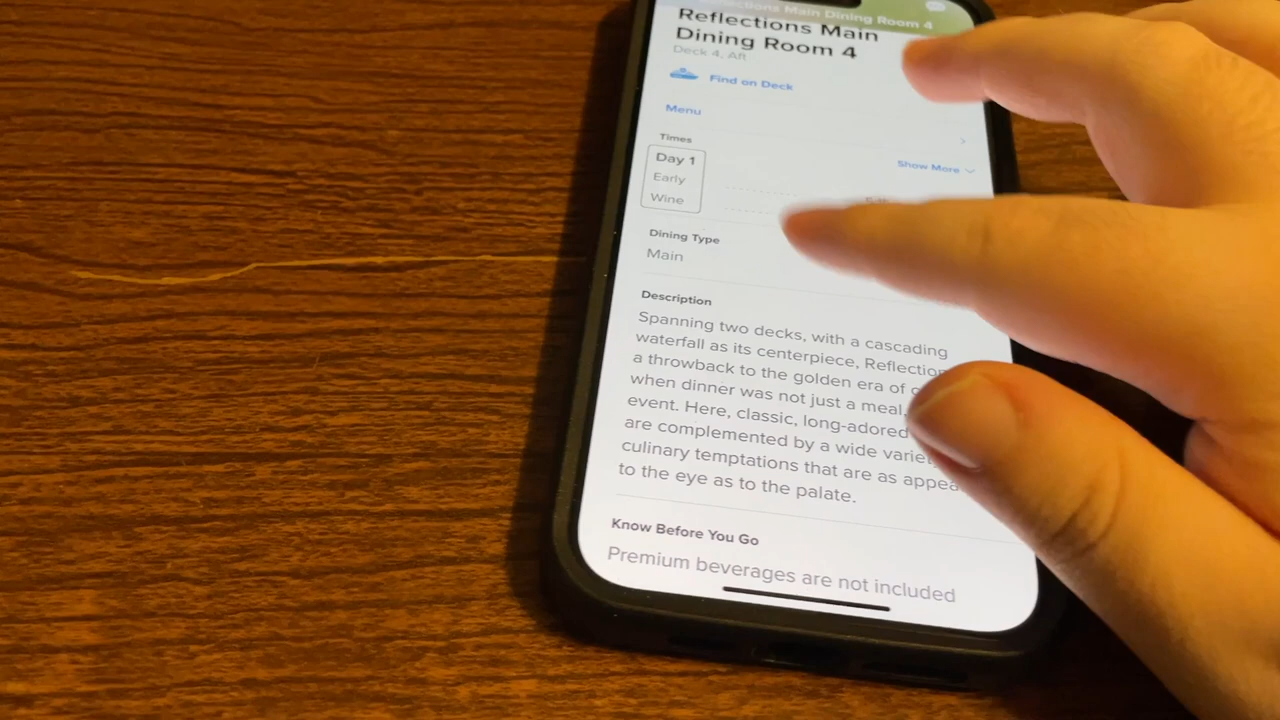 Reflections Main Dining Room 4
Reflections Main
Dining Room 4
Deck 4, Aft
Find on Deck
Menu
Times
Show More
Day 1
Early
Wine
Dining Type
Main
Description
Spanning two decks, with a cascading
waterfall as its centerpiece, Reflection
a throwback to the golden era of
when dinner was not just a meal,
event. Here, classic, long-adored
are complemented by a wide variet
culinary temptations that are as appea
to the eye as to the palate.
Know Before You Go
Premium beverages are not included